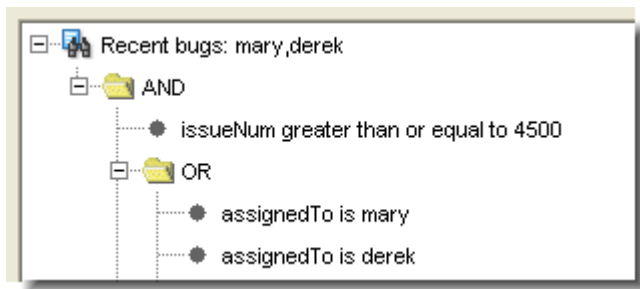 Recent bugs: mary,derek
AND
issueNum greater than or equal to 4500
OR
assignedTo is mary
assignedTo is derek